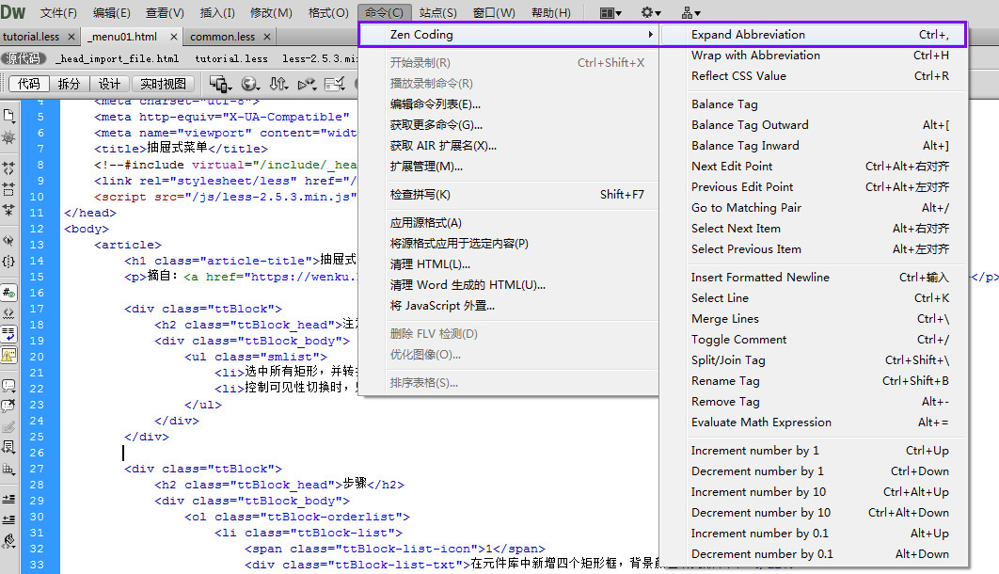 DW 文件(F) 编辑(E) 查看(V) 插入(I) 修改(M) 格式(O) 命令(C) 站点(S) 窗口(W) 帮助(H)
tutorial.less × _menu01.html × common.less ×
源代码 _head_import_file.html tutorial.less less-2.5.3.mi
代码 拆分 设计 实时视图
Zen Coding
开始录制(R) Ctrl+Shift+X
播放录制命令(R)
编辑命令列表(E)...
获取更多命令(G)...
获取 AIR 扩展名(X)...
扩展管理(M)...
检查拼写(K) Shift+F7
应用源格式(A)
将源格式应用于选定内容(P)
清理 HTML(L)...
清理 Word 生成的 HTML(U)...
将 JavaScript 外置...
删除 FLV 检测(D)
优化图像(O)...
排序表格(S)...
Expand Abbreviation Ctrl+,
Wrap with Abbreviation Ctrl+H
Reflect CSS Value Ctrl+R
Balance Tag
Balance Tag Outward Alt+[
Balance Tag Inward Alt+]
Next Edit Point Ctrl+Alt+右对齐
Previous Edit Point Ctrl+Alt+左对齐
Go to Matching Pair Alt+/
Select Next Item Alt+右对齐
Select Previous Item Alt+左对齐
Insert Formatted Newline Ctrl+输入
Select Line Ctrl+K
Merge Lines Ctrl+\
Toggle Comment Ctrl+/
Split/Join Tag Ctrl+Shift+\
Rename Tag Ctrl+Shift+B
Remove Tag Alt+-
Evaluate Math Expression Alt+=
Increment number by 1 Ctrl+Up
Decrement number by 1 Ctrl+Down
Increment number by 10 Ctrl+Alt+Up
Decrement number by 10 Ctrl+Alt+Down
Increment number by 0.1 Alt+Up
Decrement number by 0.1 Alt+Down
4 <meta charset="utf-8">
5 <meta http-equiv="X-UA-Compatible"
6 <meta name="viewport" content="widt
7 <title>抽屉式菜单</title>
8 <!--#include virtual="/include/_hea
9 <link rel="stylesheet/less" href="/
10 <script src="/js/less-2.5.3.min.js"
11 </head>
12 <body>
13 <article>
14 <h1 class="article-title">抽屉式
15 <p>摘自：<a href="https://wenku. </p>
16
17 <div class="ttBlock">
18 <h2 class="ttBlock_head">注
19 <div class="ttBlock_body">
20 <ul class="smlist">
21 <li>选中所有矩形，并转
22 <li>控制可见性切换时，
23 </ul>
24 </div>
25 </div>
26
27 <div class="ttBlock">
28 <h2 class="ttBlock_head">步骤</h2>
29 <div class="ttBlock_body">
30 <ol class="ttBlock-orderlist">
31 <li class="ttBlock-list">
32 <span class="ttBlock-list-icon">1</span>
33 <div class="ttBlock-list-txt">在元件库中新增四个矩形框，背景